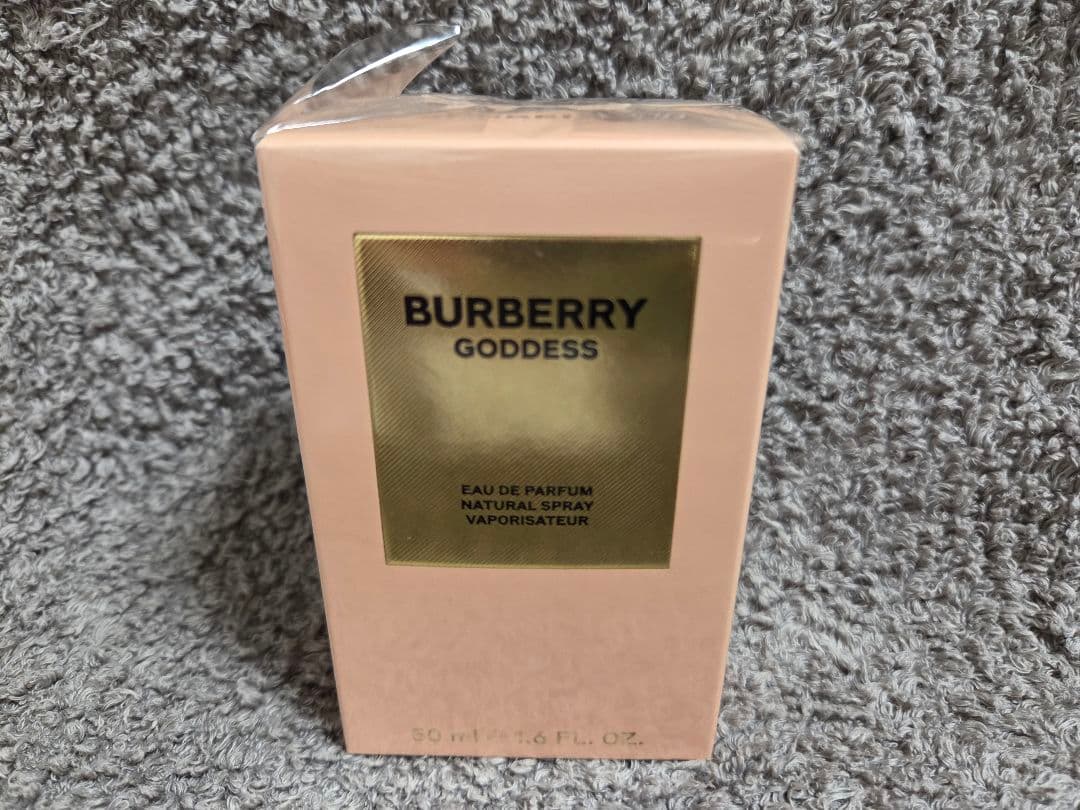 BURBERRY
GODDESS
EAU DE PARFUM
NATURAL SPRAY
VAPORISATEUR
50 ml 1.6 FL. OZ.